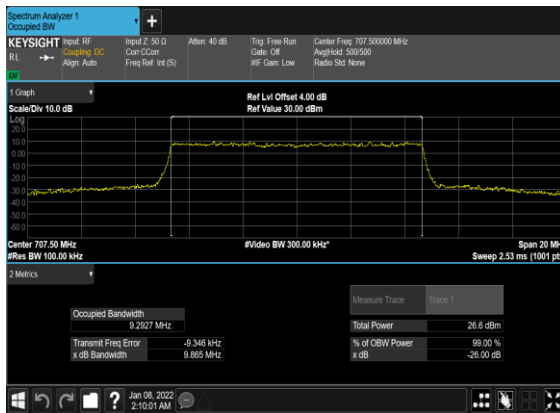 Spectrum Analyzer 1
Occupied BW
KEYSIGHT
RL
Input: RF
Coupling: DC
Align: Auto
Input Z: 50 Ω
Corr CCorr
Freq Ref: Int (S)
Atten: 40 dB
Trig: Free Run
Gate: Off
#IF Gain: Low
Center Freq: 707.500000 MHz
Avg|Hold: 500/500
Radio Std: None
1 Graph
Scale/Div 10.0 dB
Ref Lvl Offset 4.00 dB
Ref Value 30.00 dBm
Log
20.0
10.0
0.00
-10.0
-20.0
-30.0
-40.0
-50.0
-60.0
Center 707.50 MHz
#Res BW 100.00 kHz
#Video BW 300.00 kHz*
Span 20 MH
Sweep 2.53 ms (1001 pt
2 Metrics
Measure Trace
Trace 1
Occupied Bandwidth
9.2927 MHz
Total Power
26.6 dBm
Transmit Freq Error
-9.346 kHz
% of OBW Power
99.00 %
x dB Bandwidth
9.865 MHz
x dB
-26.00 dB
?
Jan 08, 2022
2:10:01 AM